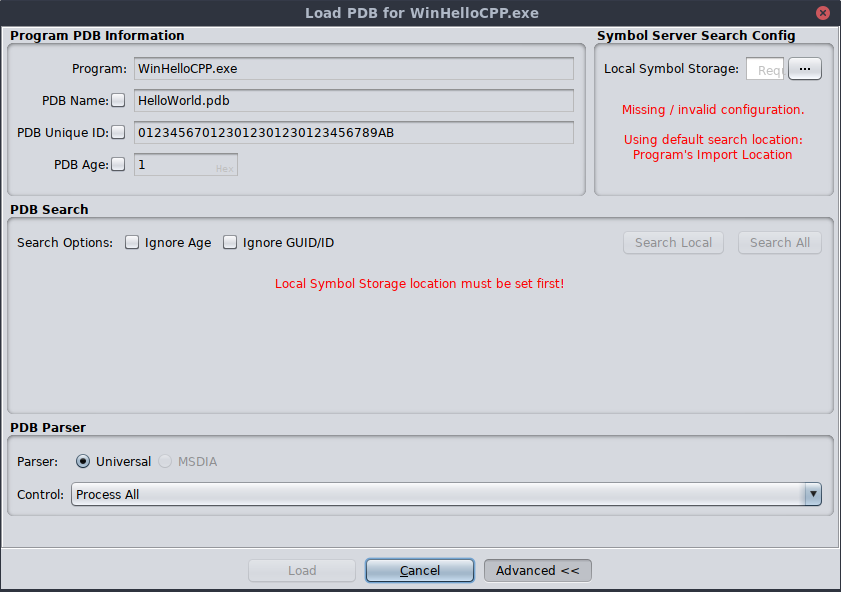 Load PDB for WinHelloCPP.exe
Program PDB Information
Program: WinHelloCPP.exe
PDB Name: HelloWorld.pdb
PDB Unique ID: 012345670123012301230123456789AB
PDB Age: 1 Hex
Symbol Server Search Config
Local Symbol Storage: Requ ...
Missing / invalid configuration.
Using default search location:
Program's Import Location
PDB Search
Search Options: Ignore Age Ignore GUID/ID Search Local Search All
Local Symbol Storage location must be set first!
PDB Parser
Parser: Universal MSDIA
Control: Process All
Load Cancel Advanced <<